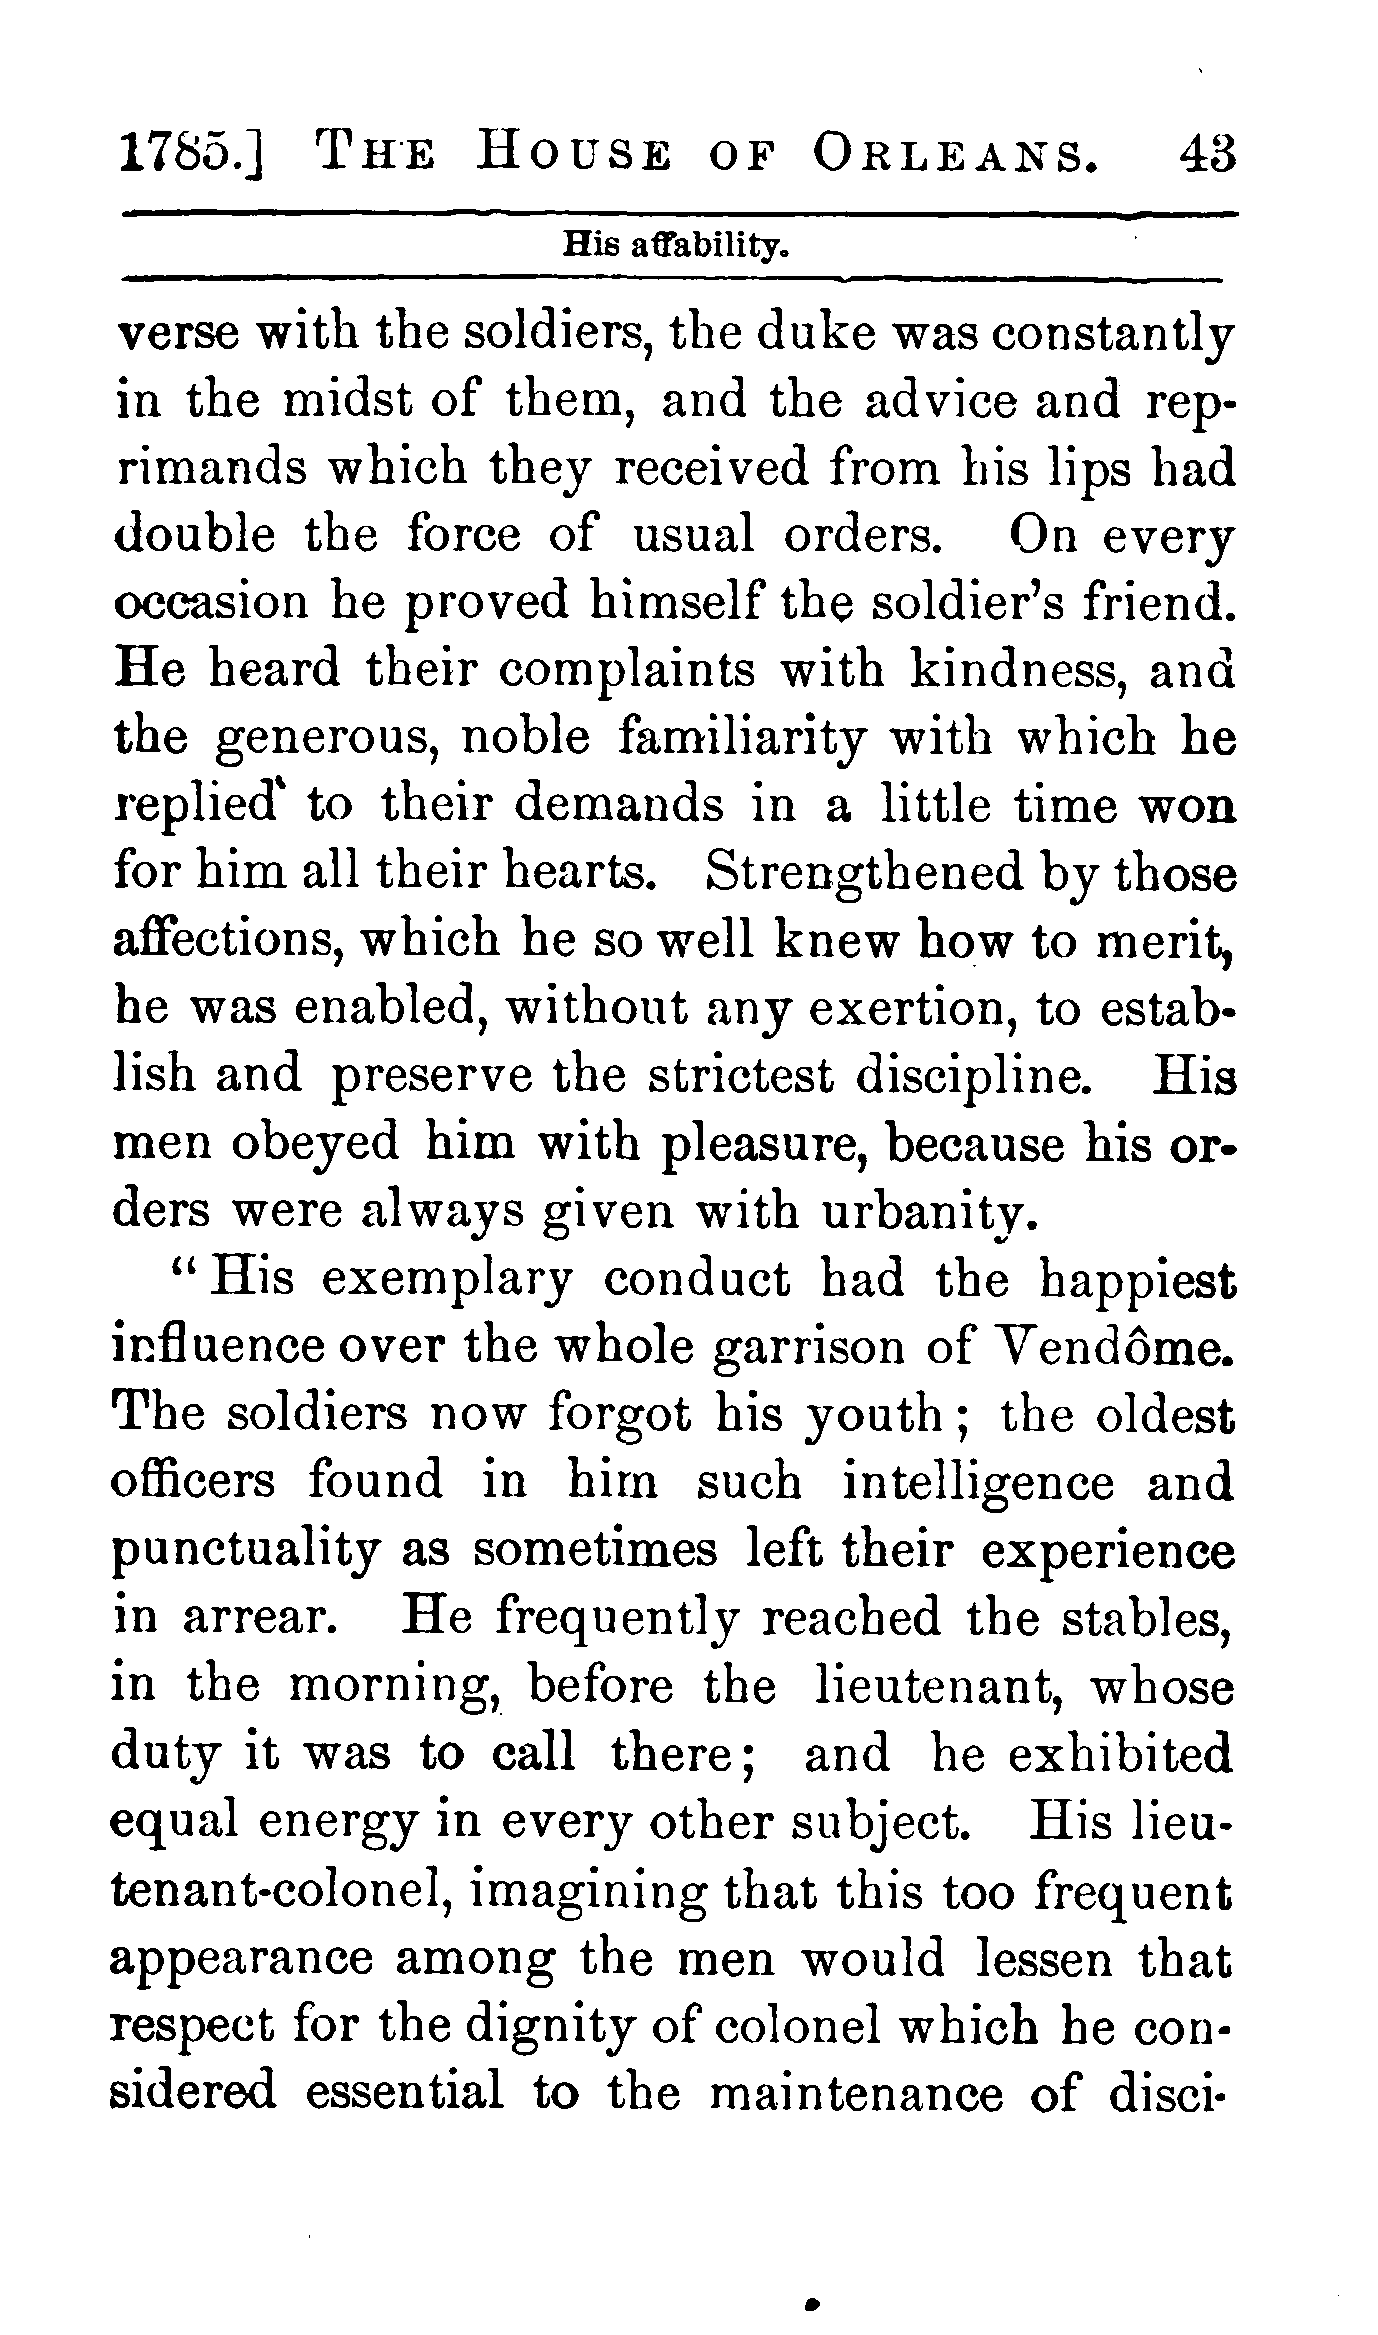 1785.] THE HOUSE OF ORLEANS. 43
His affability.
verse with the soldiers, the duke was constantly
in the midst of them, and the advice and rep-
rimands which they received from his lips had
double the force of usual orders. On every
occasion he proved himself the soldier's friend.
He heard their complaints with kindness, and
the generous, noble familiarity with which he
replied to their demands in a little time won
for him all their hearts. Strengthened by those
affections, which he so well knew how to merit,
he was enabled, without any exertion, to estab-
lish and preserve the strictest discipline. His
men obeyed him with pleasure, because his or-
ders were always given with urbanity.
“ His exemplary conduct had the happiest
influence over the whole garrison of Vendôme.
The soldiers now forgot his youth ; the oldest
officers found in him such intelligence and
punctuality as sometimes left their experience
in arrear. He frequently reached the stables,
in the morning, before the lieutenant, whose
duty it was to call there; and he exhibited
equal energy in every other subject. His lieu-
tenant-colonel, imagining that this too frequent
appearance among the men would lessen that
respect for the dignity of colonel which he con-
sidered essential to the maintenance of disci-